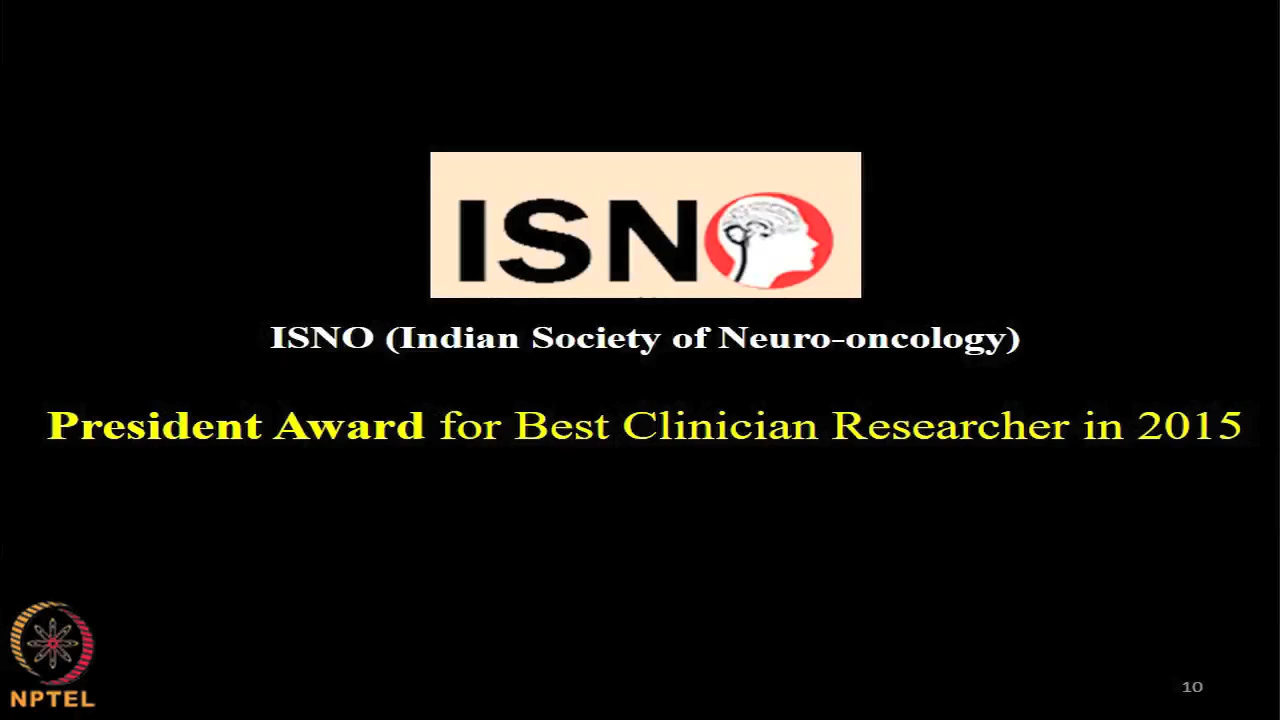 ISNO
ISNO (Indian Society of Neuro-oncology)
President Award for Best Clinician Researcher in 2015
NPTEL
10